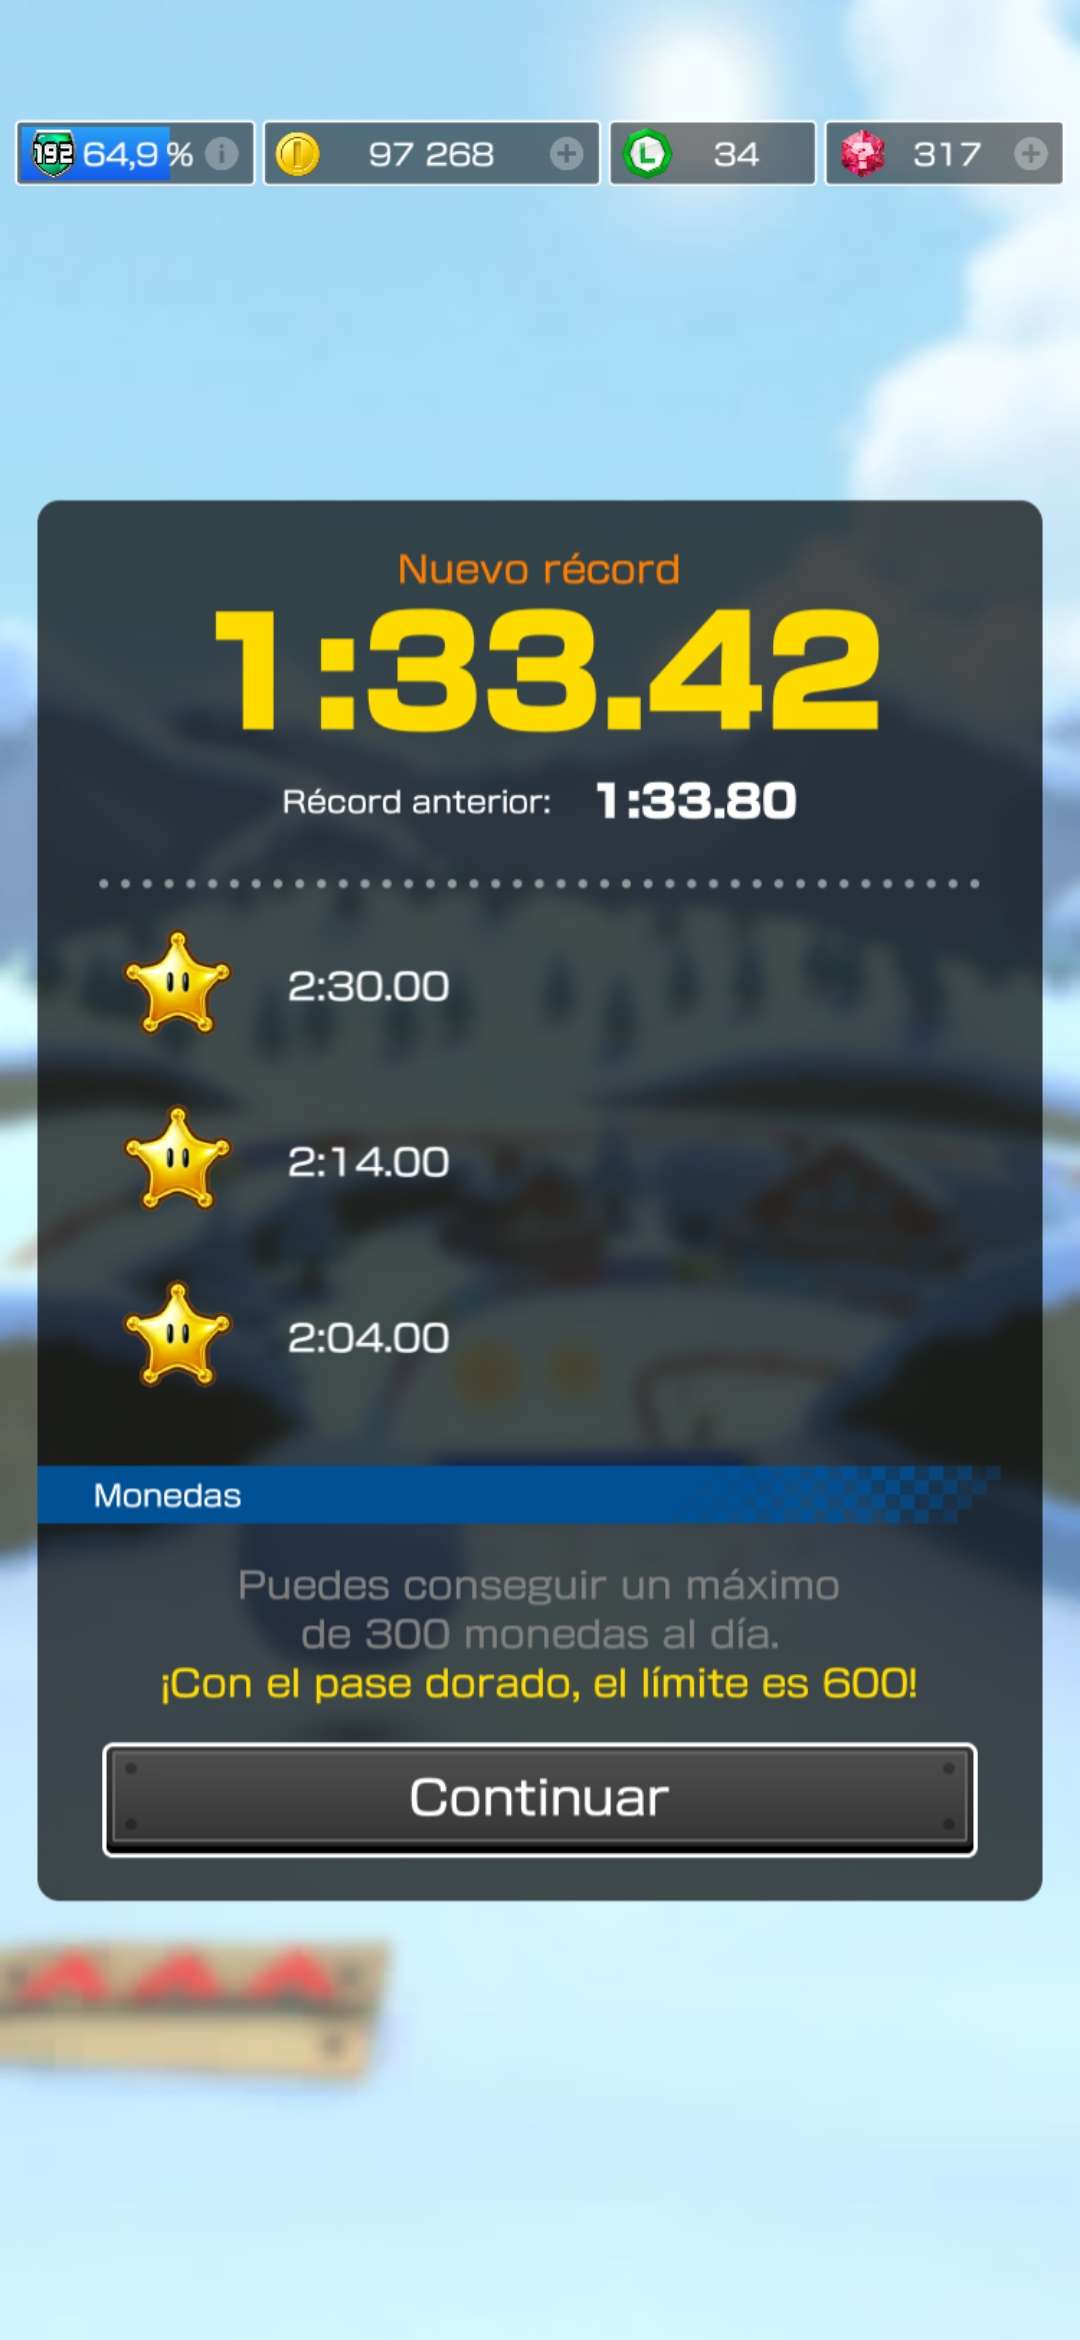 192 64,9 % i 97 268 + L 34 ? 317 +
Nuevo récord
1:33.42
Récord anterior: 1:33.80
2:30.00
2:14.00
2:04.00
Monedas
Puedes conseguir un máximo
de 300 monedas al día.
¡Con el pase dorado, el límite es 600!
Continuar